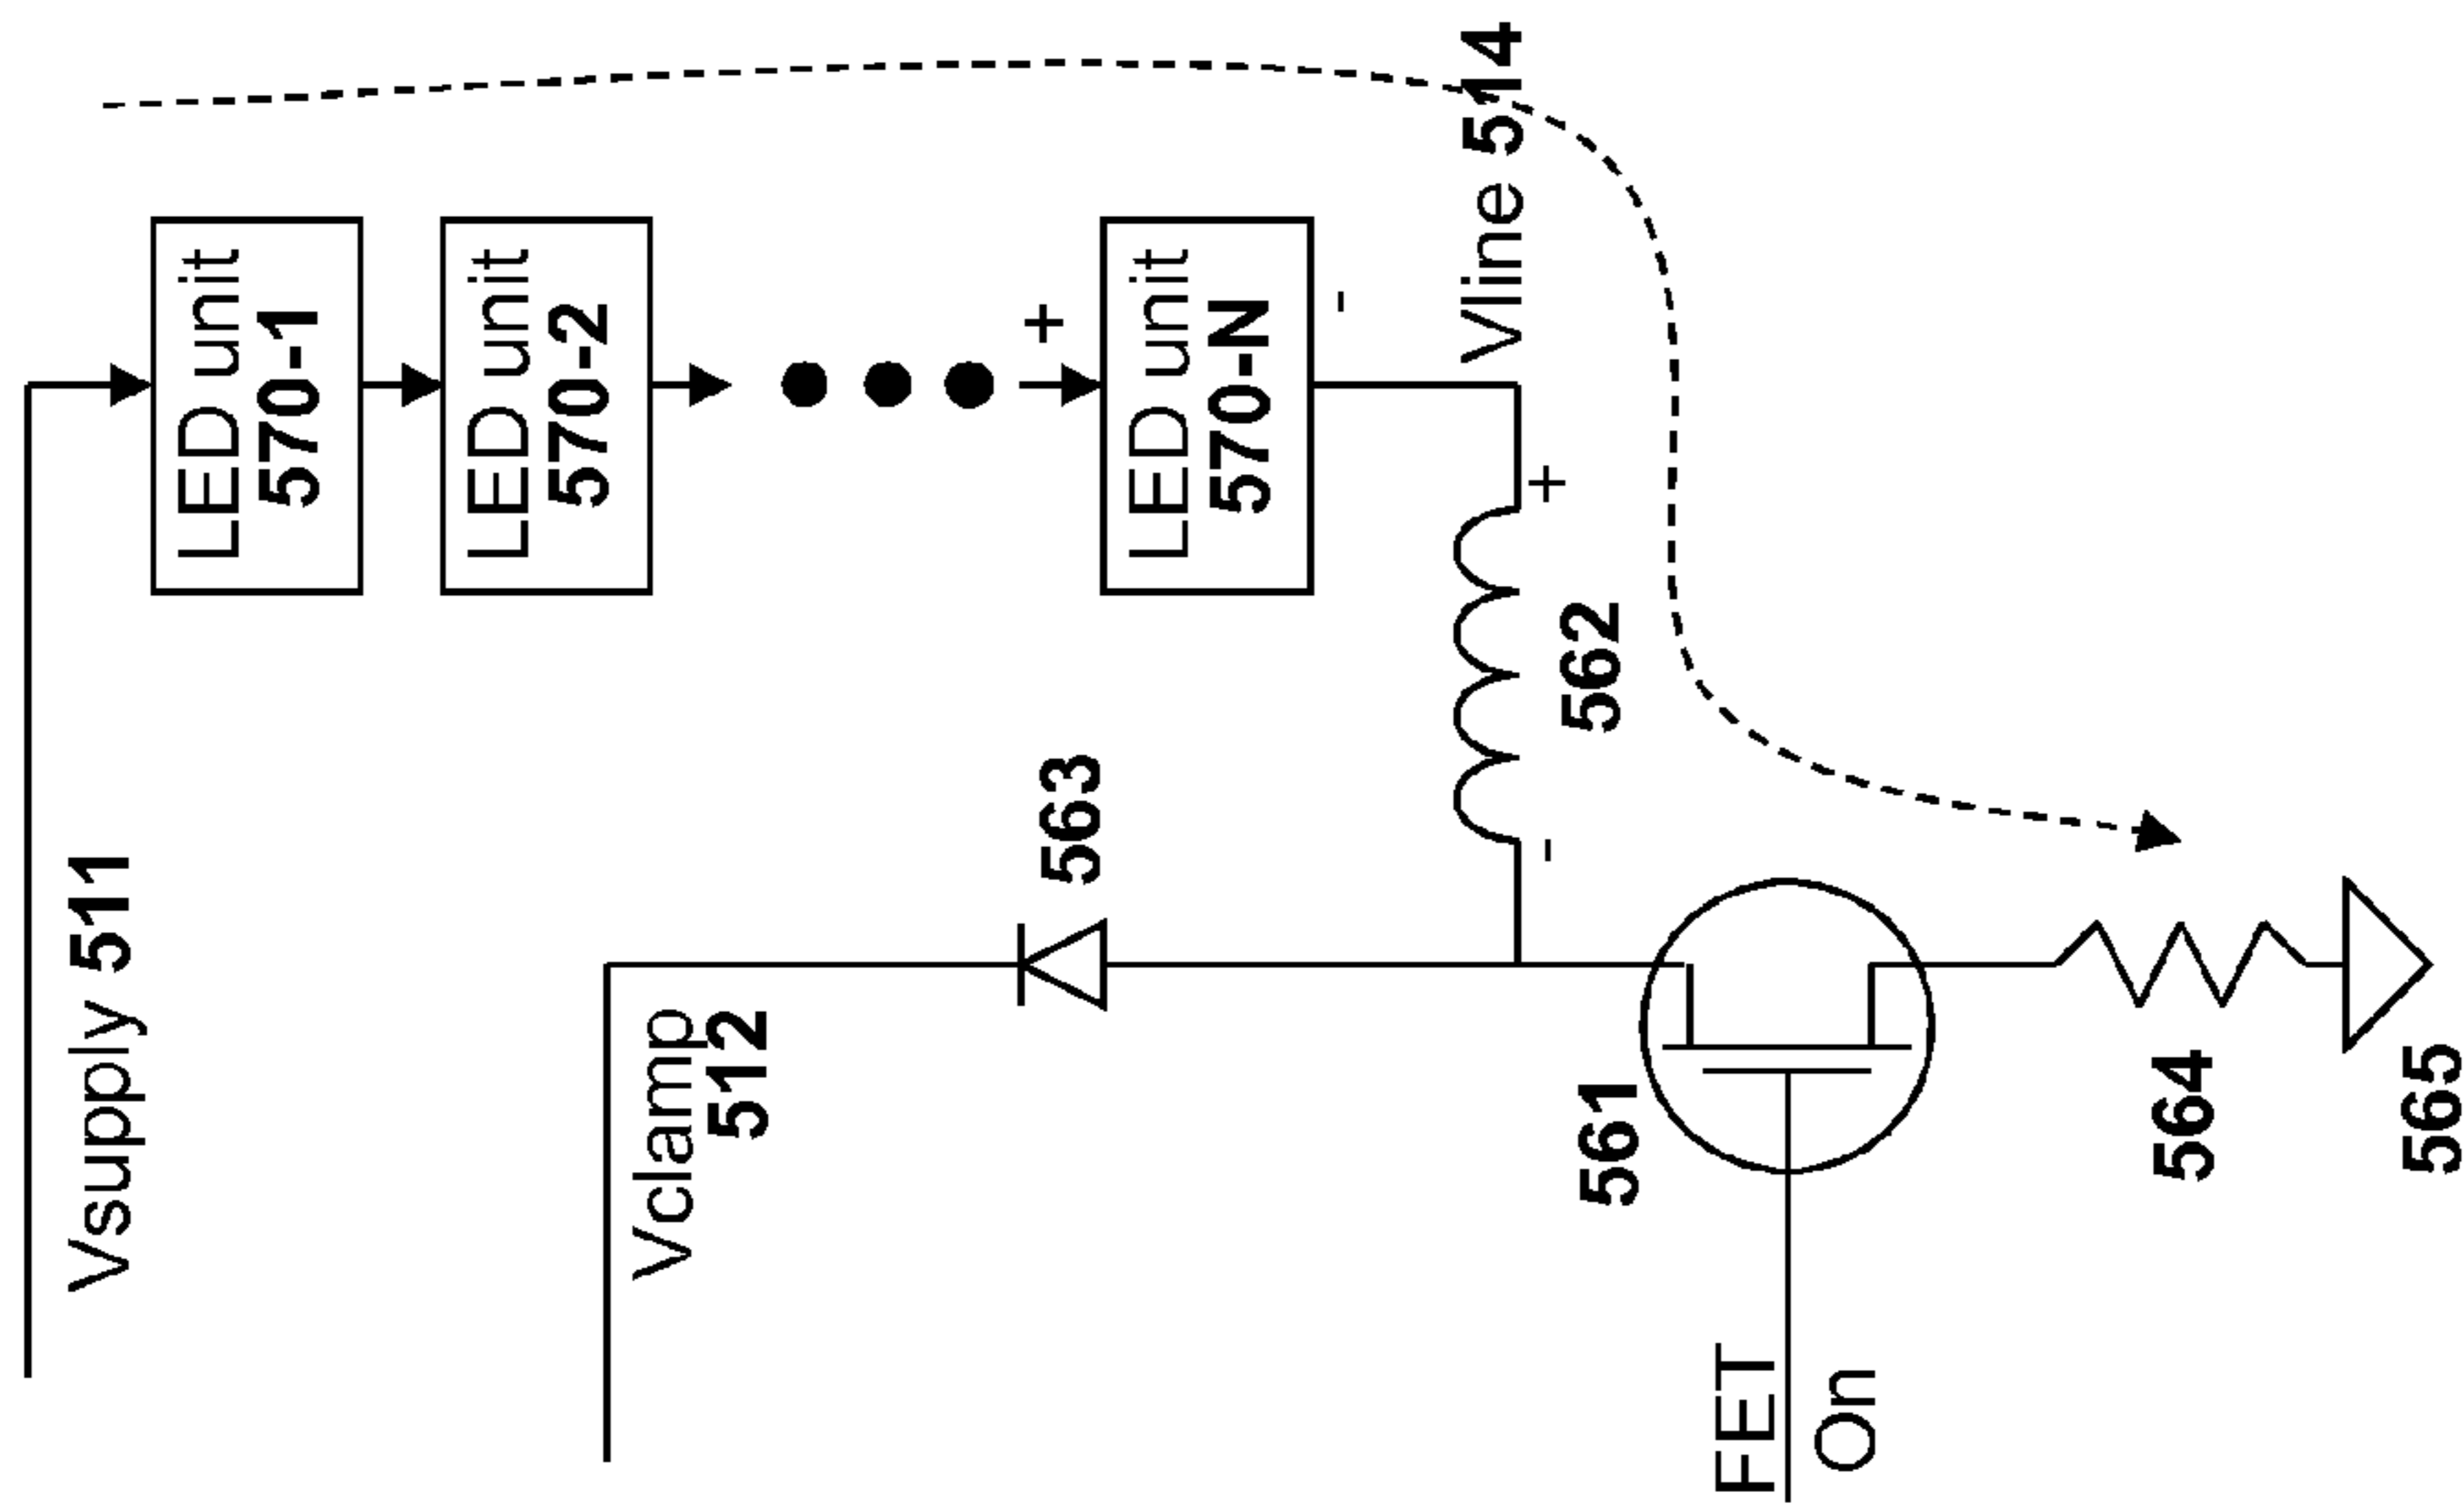 Vsupply 511
LED unit
570-1
LED unit
570-2
+
LED unit
570-N
-
Vline 514
+
562
-
563
Vclamp
512
561
FET
On
564
565